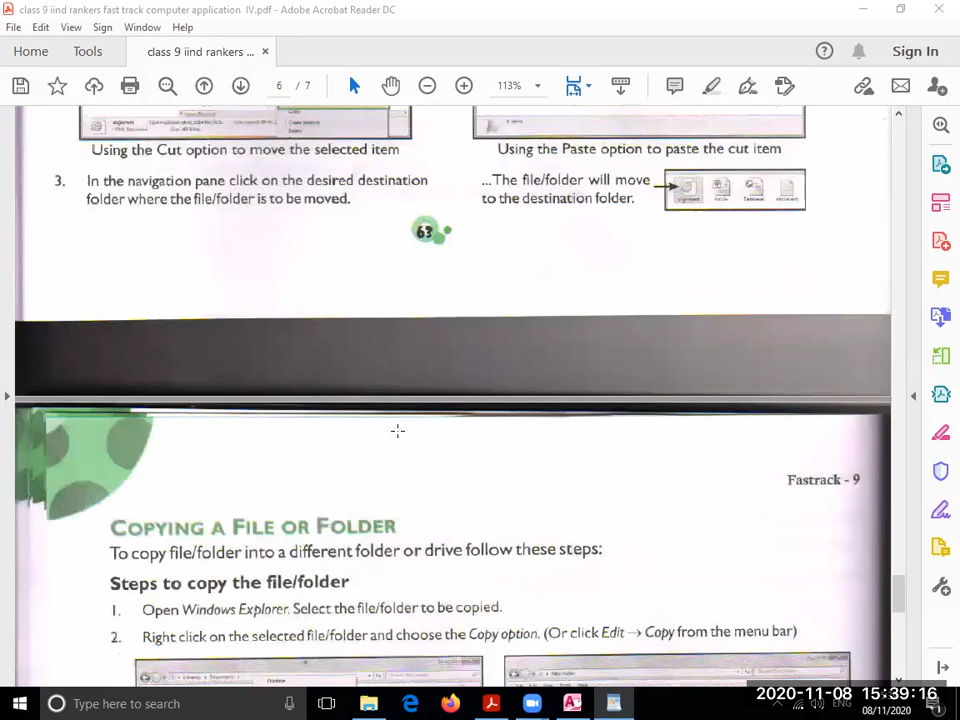 class 9 iind rankers fast track computer application IV.pdf - Adobe Acrobat Reader DC
File Edit View Sign Window Help
Home Tools class 9 iind rankers ... × Sign In
6 / 7 113%
Using the Cut option to move the selected item
Using the Paste option to paste the cut item
3. In the navigation pane click on the desired destination
folder where the file/folder is to be moved.
...The file/folder will move
to the destination folder.
63
Fastrack - 9
COPYING A FILE OR FOLDER
To copy file/folder into a different folder or drive follow these steps:
Steps to copy the file/folder
1. Open Windows Explorer. Select the file/folder to be copied.
2. Right click on the selected file/folder and choose the Copy option. (Or click Edit → Copy from the menu bar)
Type here to search
ENG
2020-11-08 15:39:16
08/11/2020